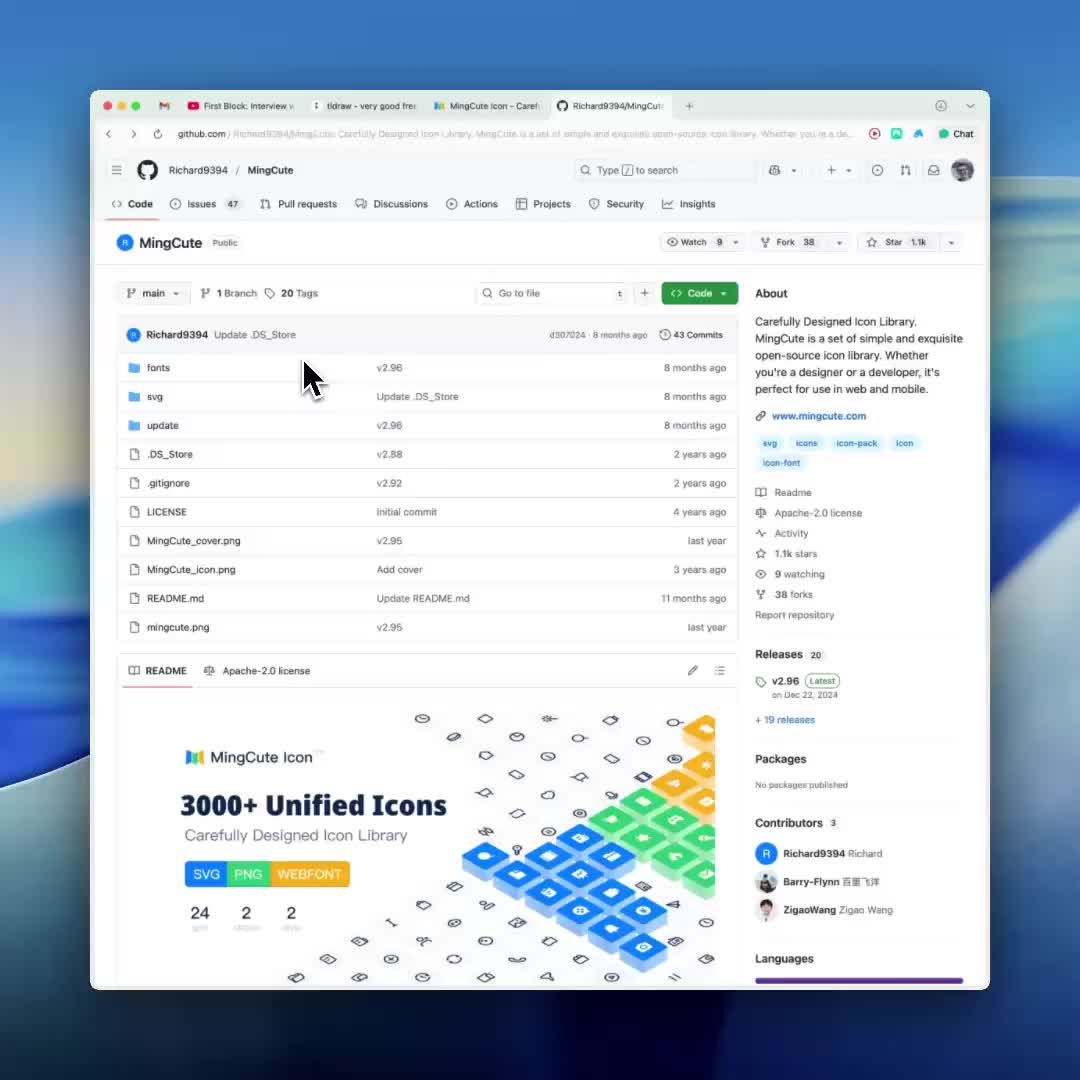 First Block: Interview w
tldraw - very good free
MingCute Icon - Carefu
Richard9394/MingCute
github.com / Richard9394/MingCute: Carefully Designed Icon Library. MingCute is a set of simple and exquisite open-source icon library. Whether you're a de...
Chat
Richard9394 / MingCute
Type / to search
Code
Issues 47
Pull requests
Discussions
Actions
Projects
Security
Insights
R MingCute Public
Watch 9
Fork 38
Star 1.1k
main
1 Branch
20 Tags
Go to file t
Code
R Richard9394 Update .DS_Store
d307024 · 8 months ago
43 Commits
fonts v2.96 8 months ago
svg Update .DS_Store 8 months ago
update v2.96 8 months ago
.DS_Store v2.88 2 years ago
.gitignore v2.92 2 years ago
LICENSE Initial commit 4 years ago
MingCute_cover.png v2.95 last year
MingCute_icon.png Add cover 3 years ago
README.md Update README.md 11 months ago
mingcute.png v2.95 last year
README
Apache-2.0 license
MingCute Icon
3000+ Unified Icons
Carefully Designed Icon Library
SVG PNG WEBFONT
24 2 2
About
Carefully Designed Icon Library.
MingCute is a set of simple and exquisite
open-source icon library. Whether
you're a designer or a developer, it's
perfect for use in web and mobile.
www.mingcute.com
svg icons icon-pack icon
icon-font
Readme
Apache-2.0 license
Activity
1.1k stars
9 watching
38 forks
Report repository
Releases 20
v2.96 Latest
on Dec 22, 2024
+ 19 releases
Packages
No packages published
Contributors 3
R Richard9394 Richard
Barry-Flynn 百里飞洋
ZigaoWang Zigao Wang
Languages